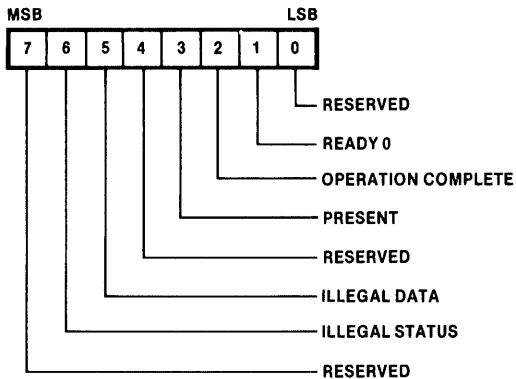 MSB LSB
7 6 5 4 3 2 1 0
RESERVED
READY 0
OPERATION COMPLETE
PRESENT
RESERVED
ILLEGAL DATA
ILLEGAL STATUS
RESERVED